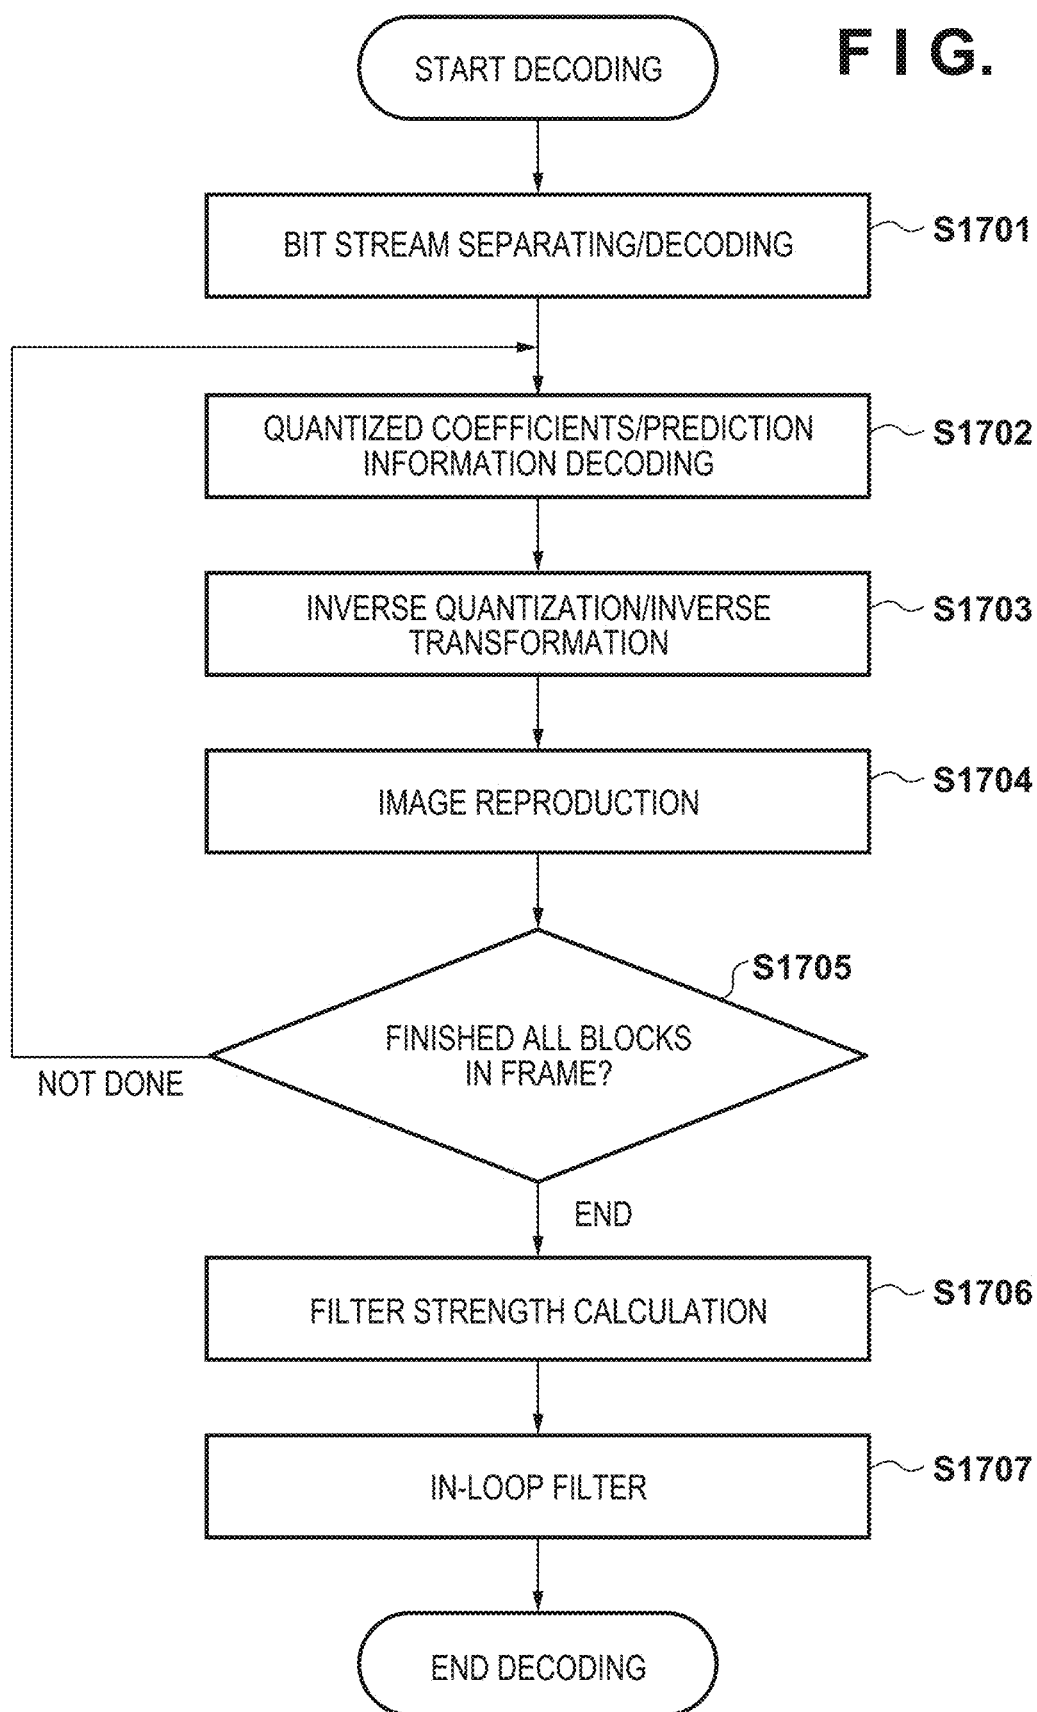 FIG.
START DECODING
BIT STREAM SEPARATING/DECODING
S1701
QUANTIZED COEFFICIENTS/PREDICTION
INFORMATION DECODING
S1702
INVERSE QUANTIZATION/INVERSE
TRANSFORMATION
S1703
IMAGE REPRODUCTION
S1704
S1705
FINISHED ALL BLOCKS
IN FRAME?
NOT DONE
END
FILTER STRENGTH CALCULATION
S1706
IN-LOOP FILTER
S1707
END DECODING